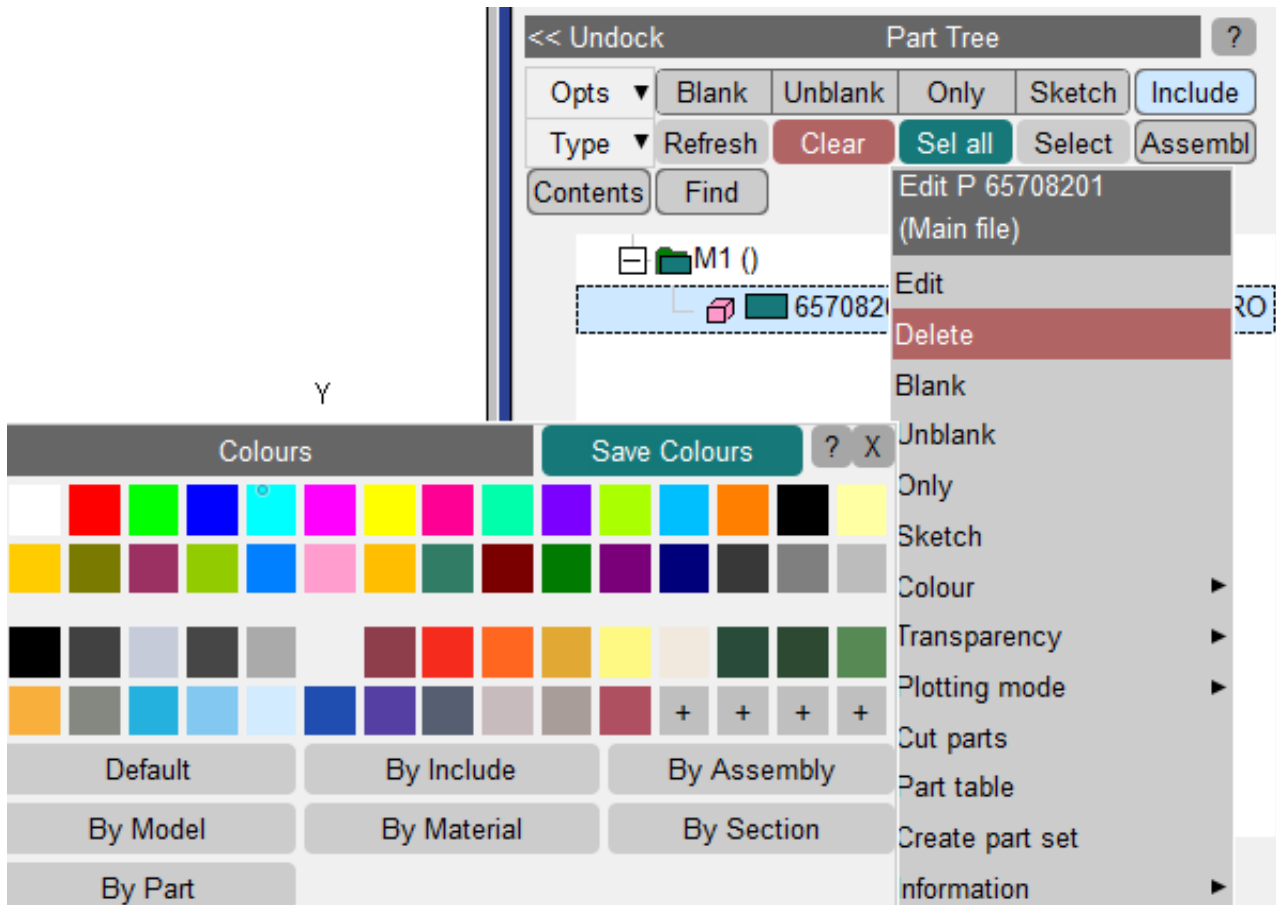 << Undock Part Tree ?
Opts ▼ Blank Unblank Only Sketch Include
Type ▼ Refresh Clear Sel all Select Assembl
Contents Find
Edit P 65708201
(Main file)
M1 ()
6570820 RO
Edit
Delete
Blank
Unblank
Only
Sketch
Colour ►
Transparency ►
Plotting mode ►
Cut parts
Part table
Create part set
Information ►
Y
Colours Save Colours ? X
+ + + +
Default By Include By Assembly
By Model By Material By Section
By Part